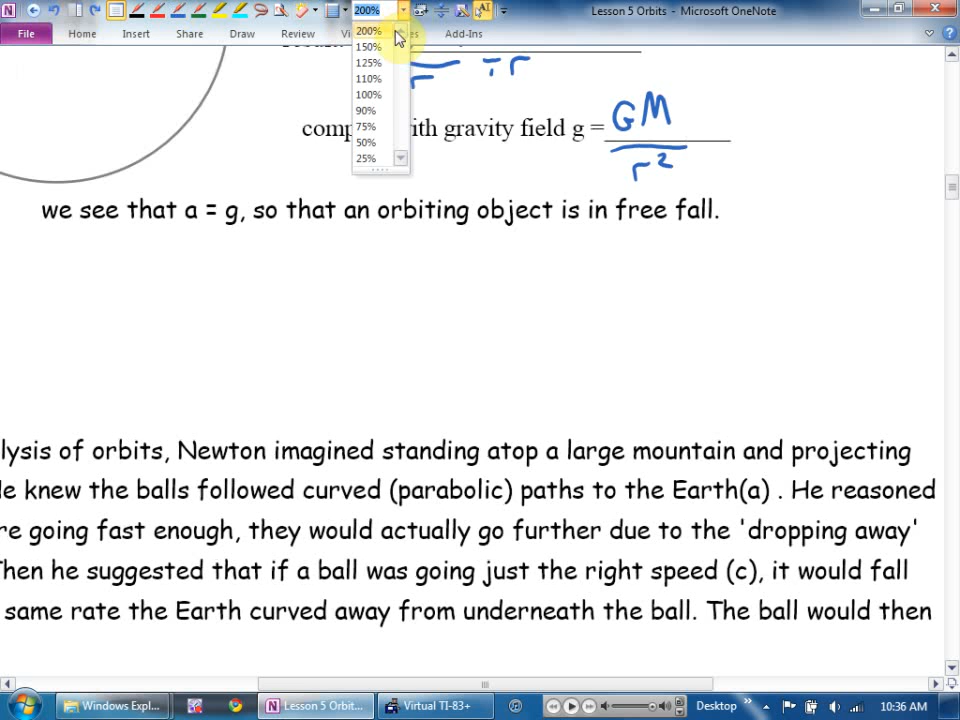 200%
Lesson 5 Orbits - Microsoft OneNote
File Home Insert Share Draw Review Add-Ins
200%
150%
125%
110%
100%
90%
75%
50%
25%
r ÷ r
GM
gravity field g =
r²
we see that a = g, so that an orbiting object is in free fall.
lysis of orbits, Newton imagined standing atop a large mountain and projecting
He knew the balls followed curved (parabolic) paths to the Earth(a) . He reasoned
re going fast enough, they would actually go further due to the 'dropping away'
Then he suggested that if a ball was going just the right speed (c), it would fall
same rate the Earth curved away from underneath the ball. The ball would then
Windows Expl... Lesson 5 Orbit... Virtual TI-83+ Desktop 10:36 AM